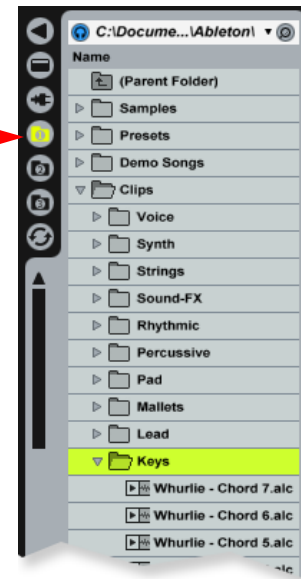 C:\Docume...\Ableton\
Name
(Parent Folder)
Samples
Presets
Demo Songs
Clips
Voice
Synth
Strings
Sound-FX
Rhythmic
Percussive
Pad
Mallets
Lead
Keys
Whurlie - Chord 7.alc
Whurlie - Chord 6.alc
Whurlie - Chord 5.alc